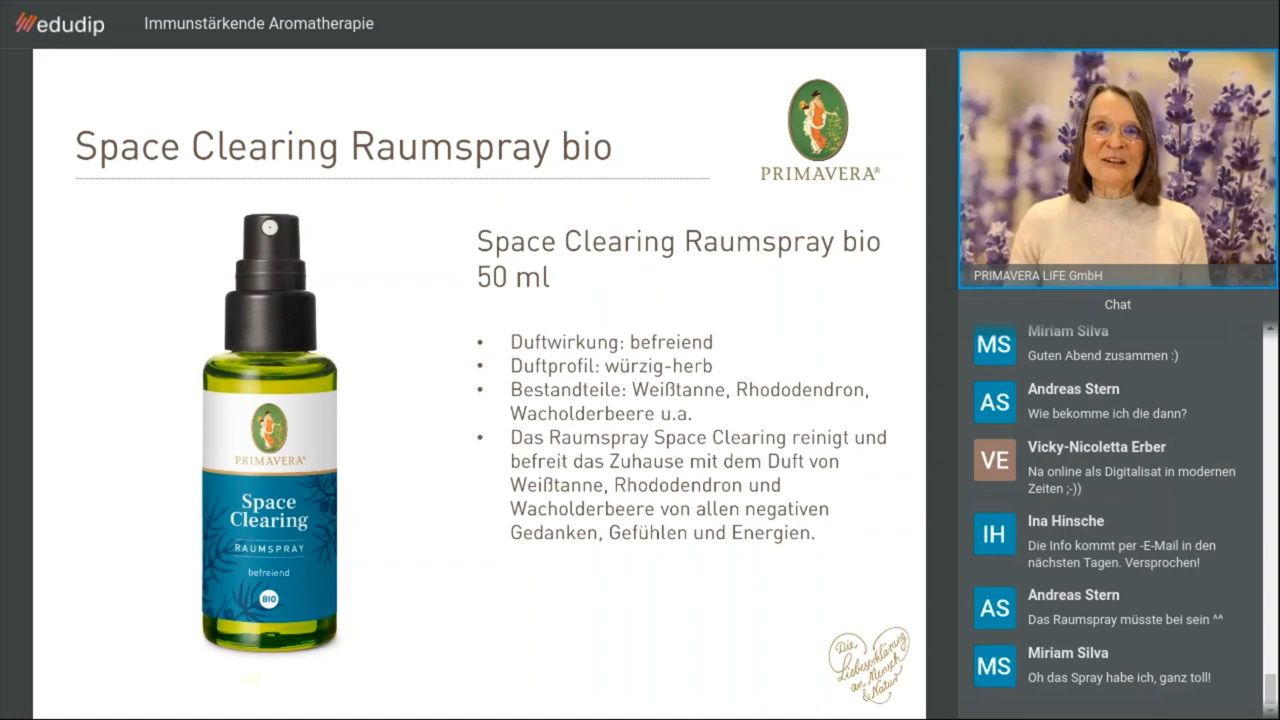 edudip
Immunstärkende Aromatherapie
Space Clearing Raumspray bio
PRIMAVERA®
Space Clearing Raumspray bio
50 ml
• Duftwirkung: befreiend
• Duftprofil: würzig-herb
• Bestandteile: Weißtanne, Rhododendron,
Wacholderbeere u.a.
• Das Raumspray Space Clearing reinigt und
befreit das Zuhause mit dem Duft von
Weißtanne, Rhododendron und
Wacholderbeere von allen negativen
Gedanken, Gefühlen und Energien.
PRIMAVERA®
Space
Clearing
RAUMSPRAY
befreiend
BIO
Die
Liebeserklärung
an Mensch
& Natur
PRIMAVERA LIFE GmbH
Chat
MS
Miriam Silva
Guten Abend zusammen :)
AS
Andreas Stern
Wie bekomme ich die dann?
VE
Vicky-Nicoletta Erber
Na online als Digitalisat in modernen
Zeiten ;-))
IH
Ina Hinsche
Die Info kommt per -E-Mail in den
nächsten Tagen. Versprochen!
AS
Andreas Stern
Das Raumspray müsste bei sein ^^
MS
Miriam Silva
Oh das Spray habe ich, ganz toll!